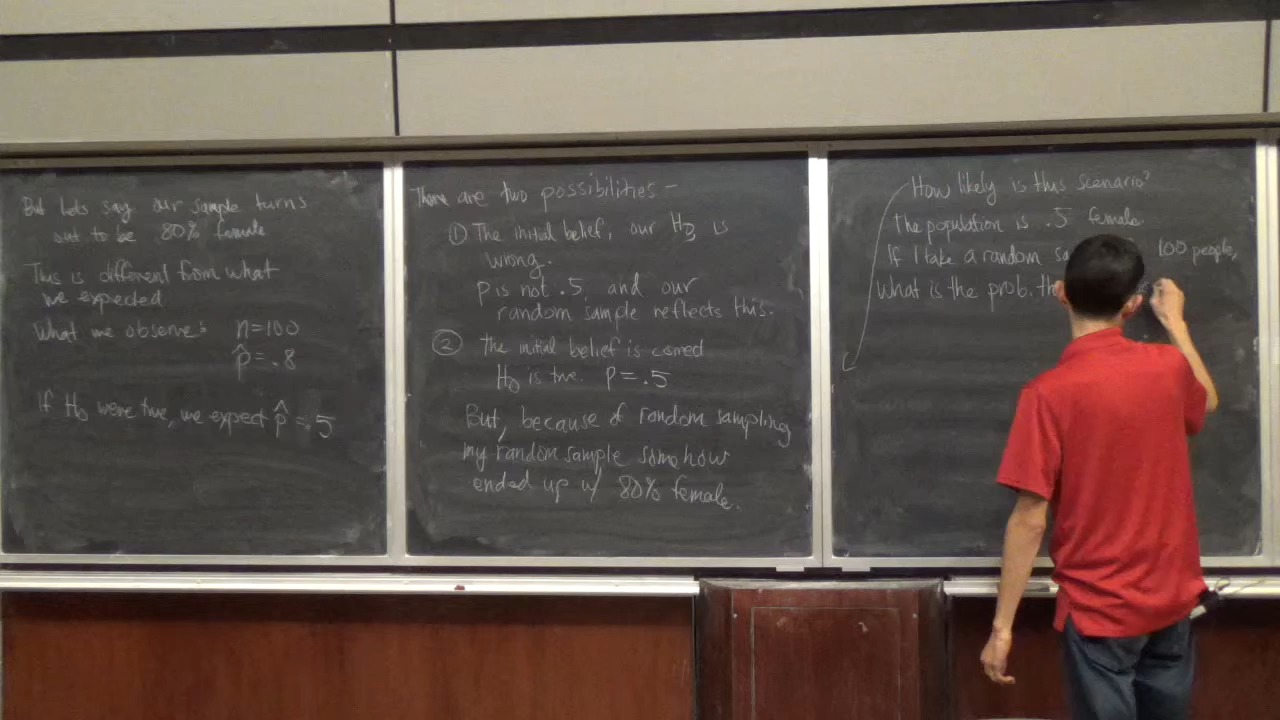 But lets say our sample turns
out to be 80% female
This is different from what
we expected
What we observe: n=100
p̂ = .8
If H₀ were true, we expect p̂ = .5
There are two possibilities –
① The initial belief, our H₀ is
wrong.
p is not .5, and our
random sample reflects this.
② The initial belief is correct
H₀ is true. p = .5
But, because of random sampling
my random sample somehow
ended up w/ 80% female.
How likely is this scenario?
The population is .5 female
If I take a random 100 people,
What is the prob.